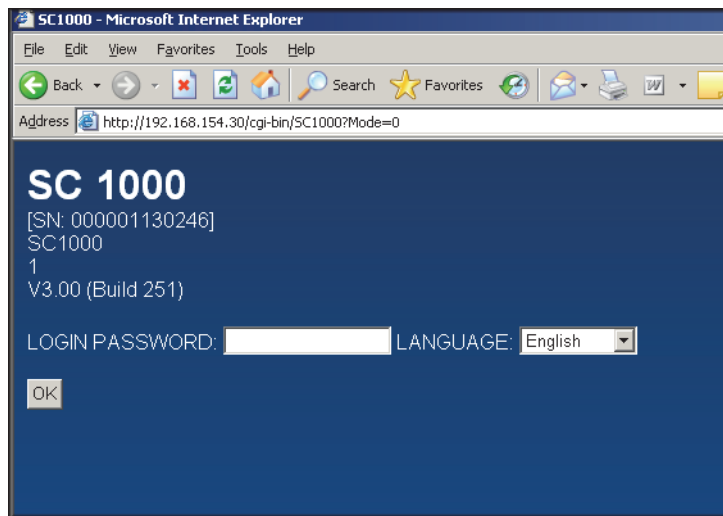 SC1000 - Microsoft Internet Explorer
File Edit View Favorites Tools Help
Back Search Favorites W
Address http://192.168.154.30/cgi-bin/SC1000?Mode=0
SC 1000
[SN: 000001130246]
SC1000
1
V3.00 (Build 251)
LOGIN PASSWORD: LANGUAGE: English
OK